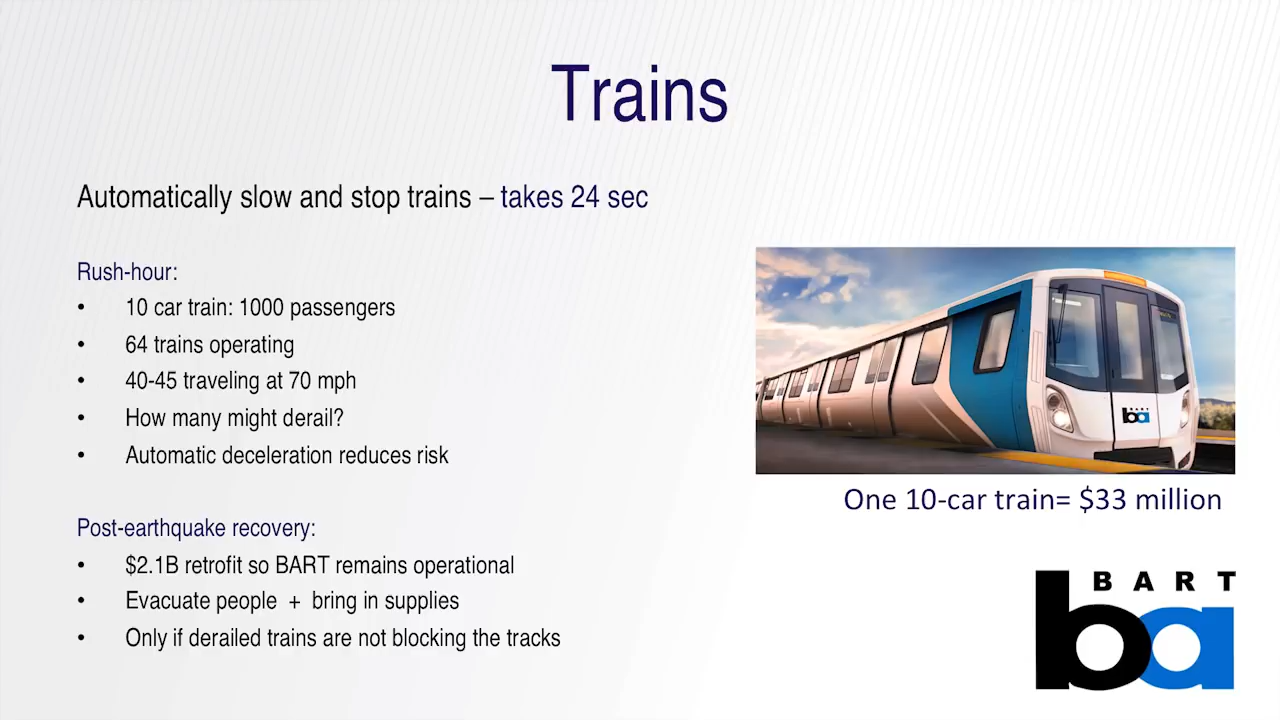 Trains
Automatically slow and stop trains – takes 24 sec
Rush-hour:
• 10 car train: 1000 passengers
• 64 trains operating
• 40-45 traveling at 70 mph
• How many might derail?
• Automatic deceleration reduces risk
Post-earthquake recovery:
• $2.1B retrofit so BART remains operational
• Evacuate people + bring in supplies
• Only if derailed trains are not blocking the tracks
BART
ba
One 10-car train= $33 million
BART
ba